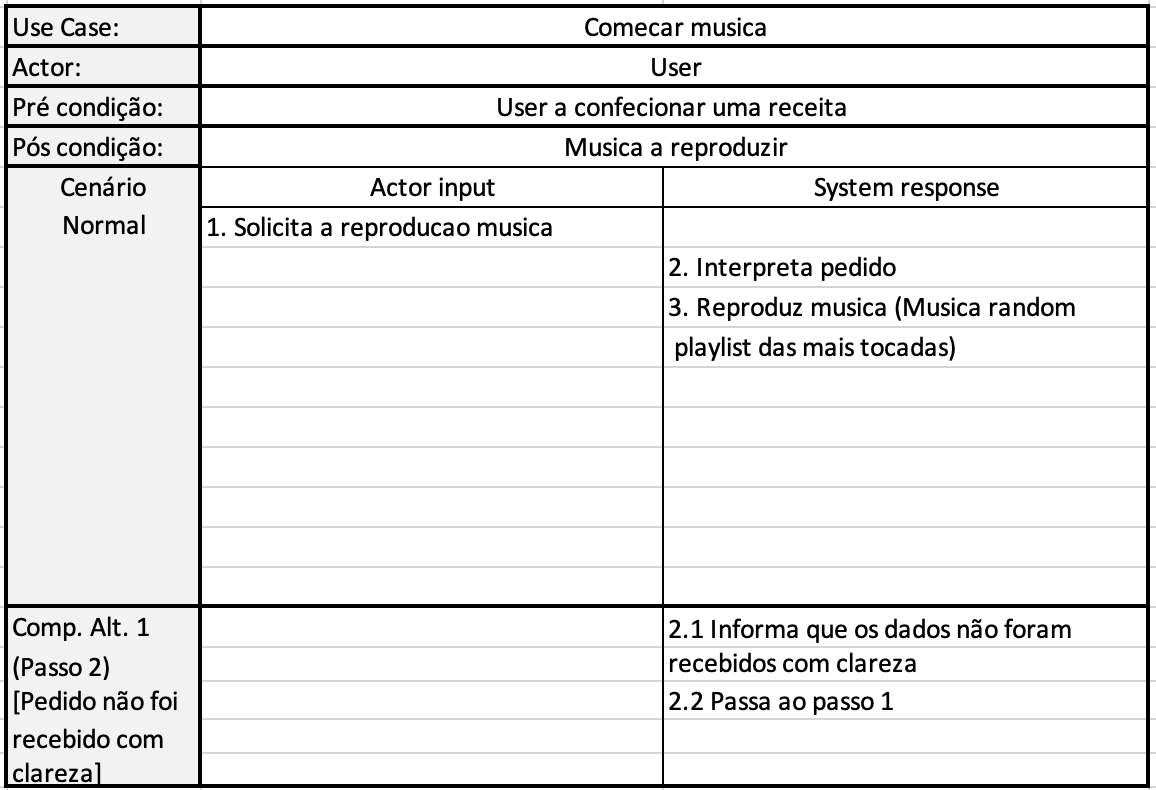 Use Case:
Comecar musica
Actor:
User
Pré condição:
User a confecionar uma receita
Pós condição:
Musica a reproduzir
Cenário
Normal
Actor input
System response
1. Solicita a reproducao musica
2. Interpreta pedido
3. Reproduz musica (Musica random
playlist das mais tocadas)
Comp. Alt. 1
(Passo 2)
[Pedido não foi
recebido com
clareza]
2.1 Informa que os dados não foram
recebidos com clareza
2.2 Passa ao passo 1